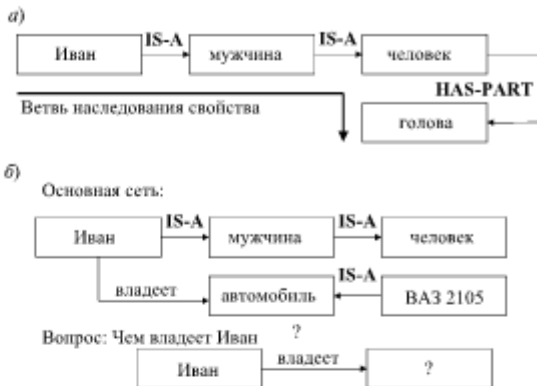 а)
IS-A IS-A
Иван мужчина человек
HAS-PART
Ветвь наследования свойства
голова
б)
Основная сеть:
IS-A IS-A
Иван мужчина человек
IS-A
владеет автомобиль ВАЗ 2105
Вопрос: Чем владеет Иван ?
владеет
Иван ?